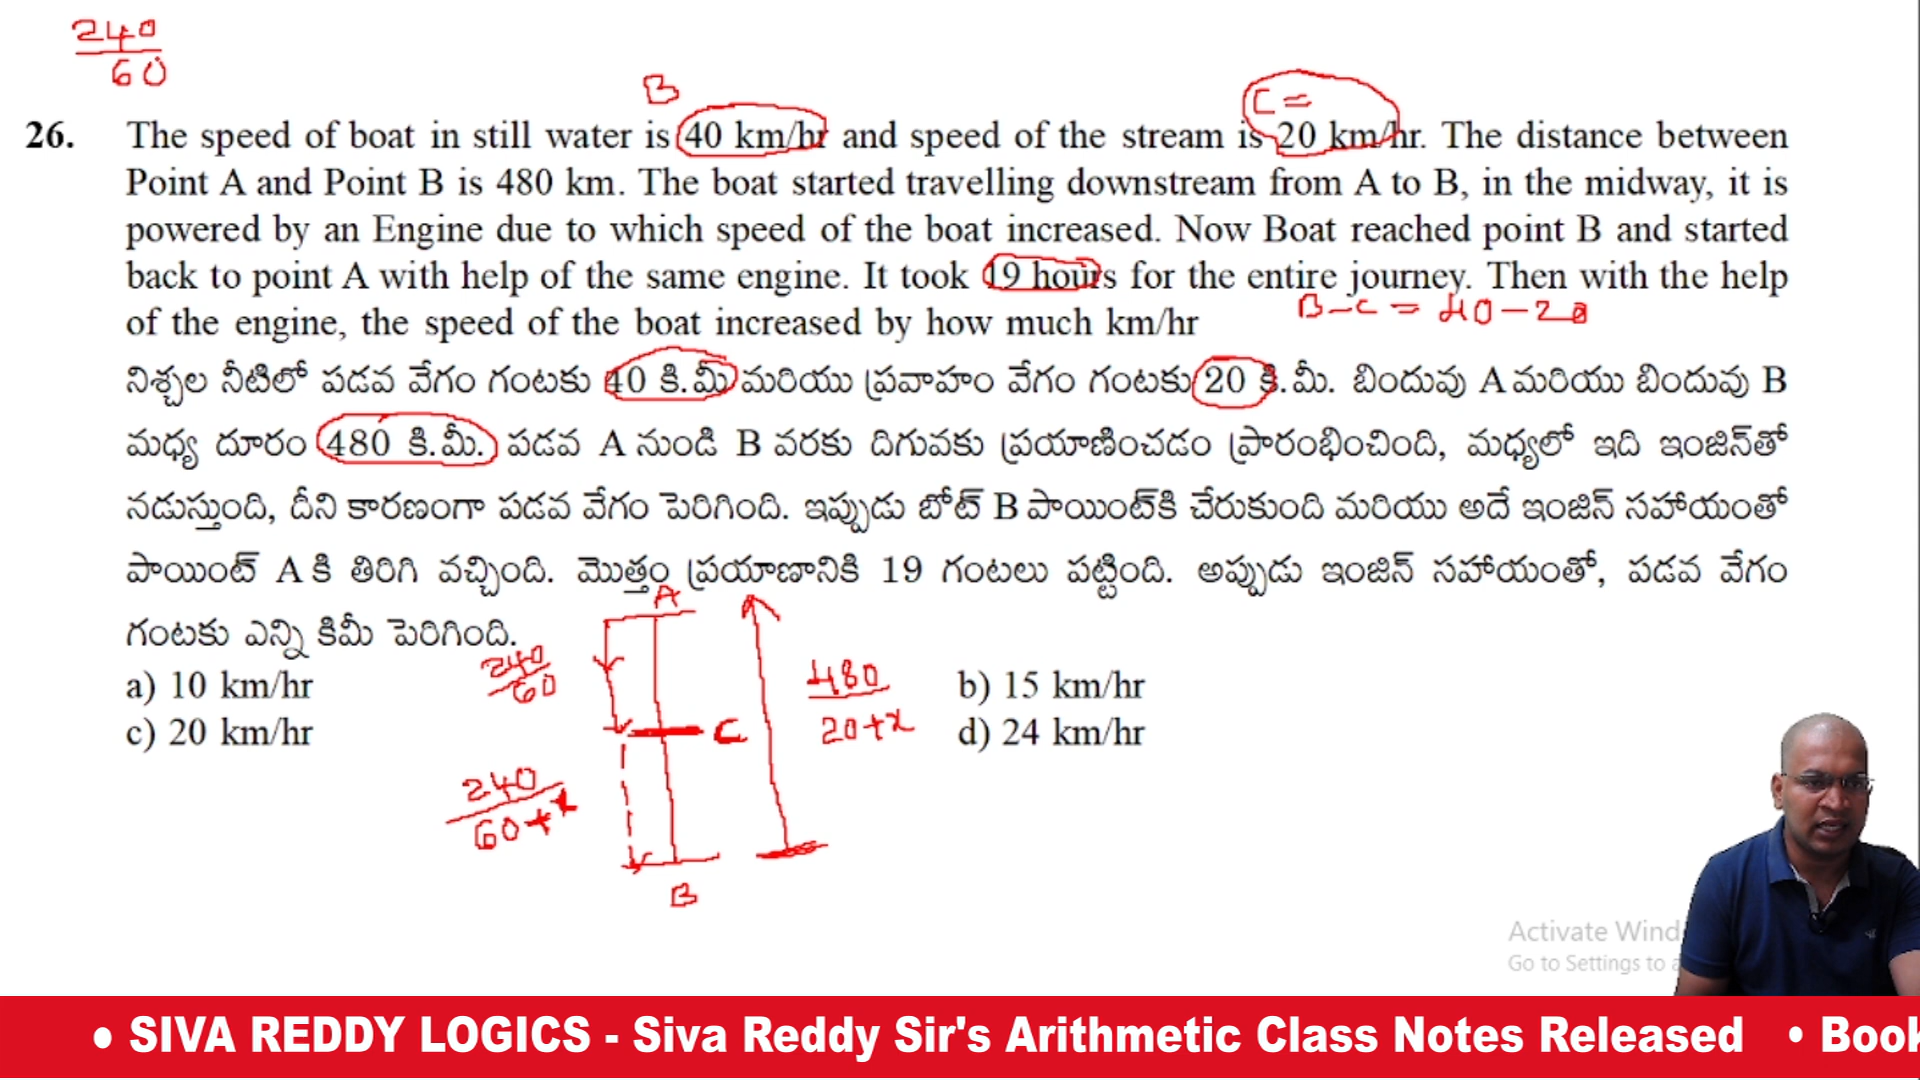 240
60
B
C =
26. The speed of boat in still water is 40 km/hr and speed of the stream is 20 km/hr. The distance between
Point A and Point B is 480 km. The boat started travelling downstream from A to B, in the midway, it is
powered by an Engine due to which speed of the boat increased. Now Boat reached point B and started
back to point A with help of the same engine. It took 19 hours for the entire journey. Then with the help
of the engine, the speed of the boat increased by how much km/hr
B-C = 40-20
నిశ్చల నీటిలో పడవ వేగం గంటకు 40 కి.మీ మరియు ప్రవాహం వేగం గంటకు 20 కి.మీ. బిందువు A మరియు బిందువు B
మధ్య దూరం 480 కి.మీ. పడవ A నుండి B వరకు దిగువకు ప్రయాణించడం ప్రారంభించింది, మధ్యలో ఇది ఇంజిన్‌తో
నడుస్తుంది, దీని కారణంగా పడవ వేగం పెరిగింది. ఇప్పుడు బోట్ B పాయింట్‌కి చేరుకుంది మరియు అదే ఇంజిన్ సహాయంతో
పాయింట్ A కి తిరిగి వచ్చింది. మొత్తం ప్రయాణానికి 19 గంటలు పట్టింది. అప్పుడు ఇంజిన్ సహాయంతో, పడవ వేగం
గంటకు ఎన్ని కిమీ పెరిగింది.
A
a) 10 km/hr b) 15 km/hr
c) 20 km/hr d) 24 km/hr
240
60
480
20+x
C
240
60+x
B
Activate Wind
Go to Settings to a
• SIVA REDDY LOGICS - Siva Reddy Sir's Arithmetic Class Notes Released • Book